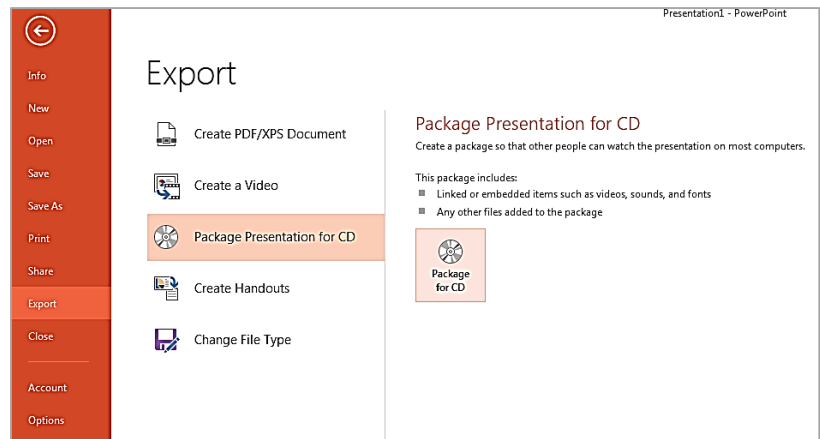 Presentation1 - PowerPoint
Info
New
Open
Save
Save As
Print
Share
Export
Close
Account
Options
Export
Create PDF/XPS Document
Create a Video
Package Presentation for CD
Create Handouts
Change File Type
Package Presentation for CD
Create a package so that other people can watch the presentation on most computers.
This package includes:
Linked or embedded items such as videos, sounds, and fonts
Any other files added to the package
Package
for CD